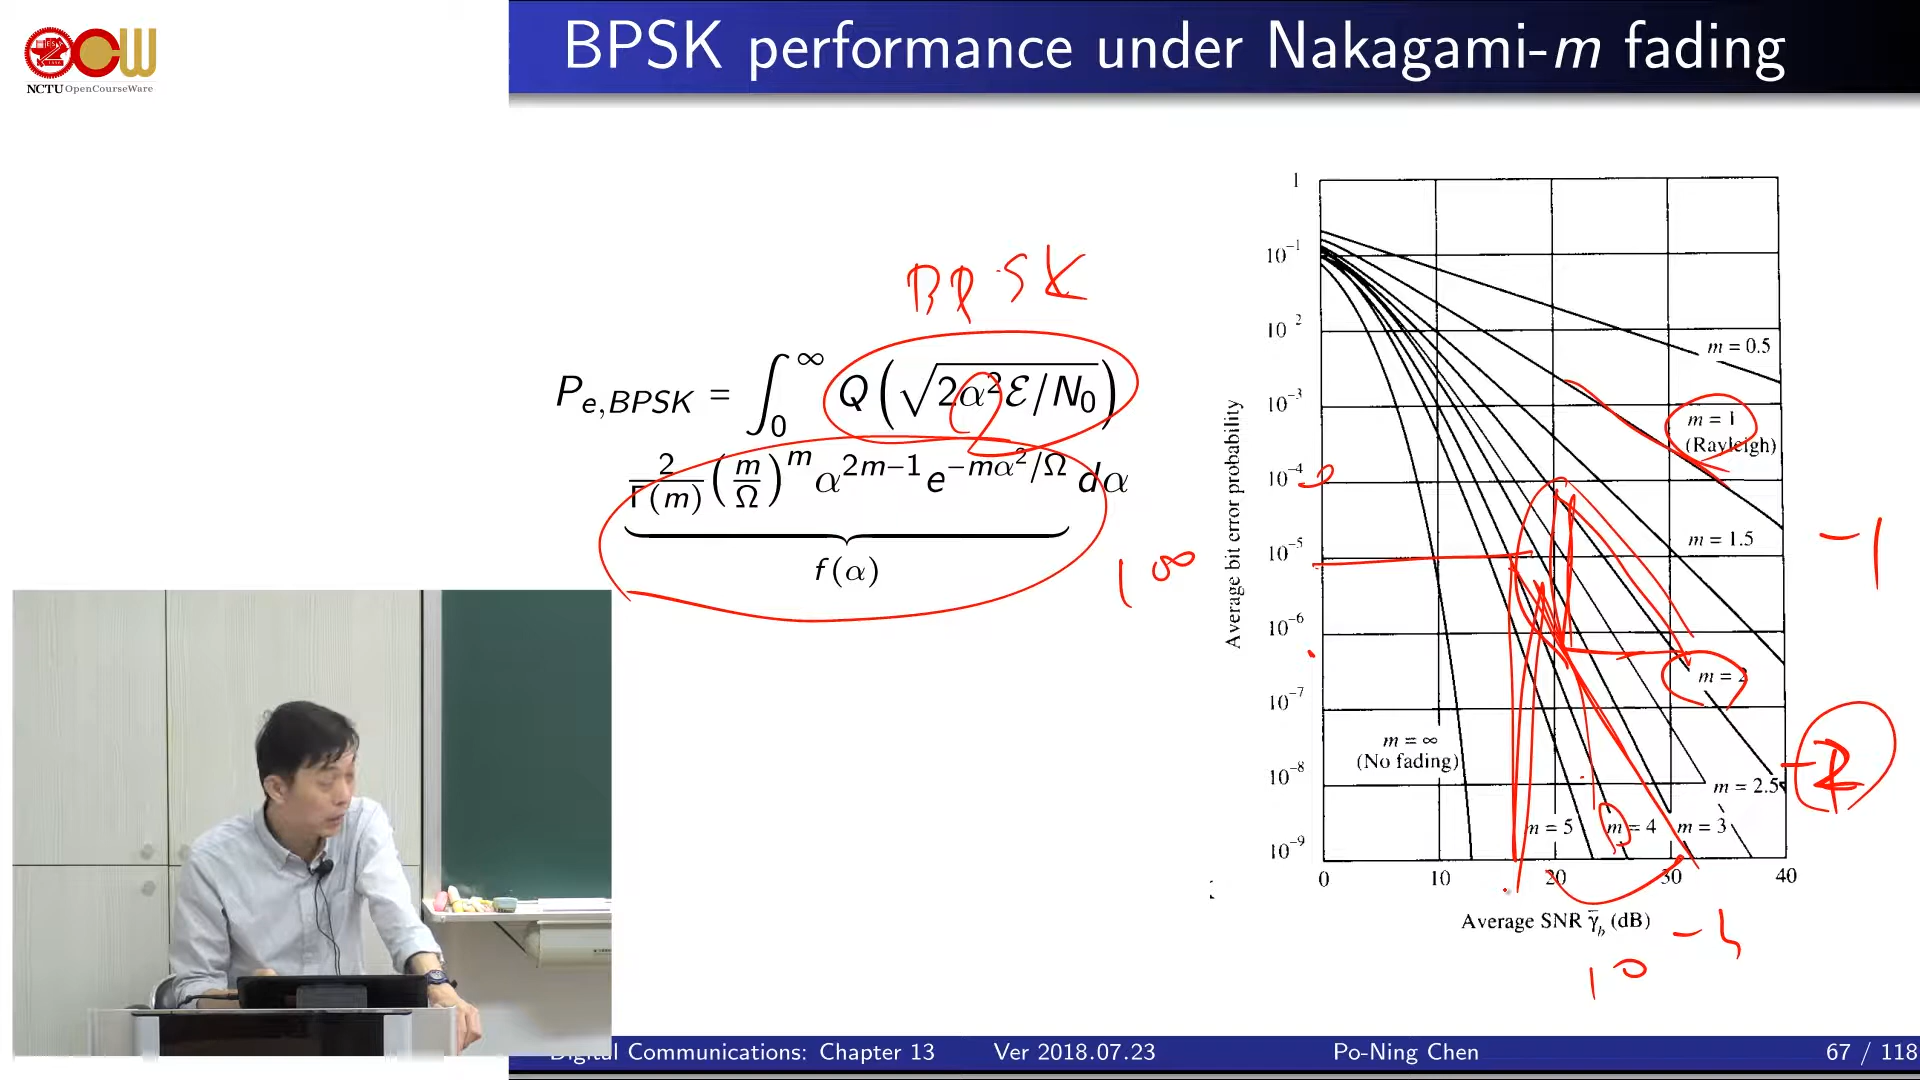 NCTU OpenCourseWare
BPSK performance under Nakagami-m fading
BPSK
P_{e,BPSK} = ∫_0^∞ Q(√(2α²ℰ/N₀))
2/Γ(m) (m/Ω)^m α^{2m−1} e^{−mα²/Ω} dα
f(α)
Average bit error probability
1
10^{−1}
10^{2}
10^{−3}
10^{−4}
10^{−5}
10^{−6}
10^{−7}
10^{−8}
10^{−9}
m = 0.5
m = 1
(Rayleigh)
m = 1.5
m = 2
m = ∞
(No fading)
m = 2.5
m = 5
m = 4
m = 3
0 10 20 30 40
Average SNR γ̄_b (dB)
−1
Digital Communications: Chapter 13 Ver 2018.07.23 Po-Ning Chen 67 / 118